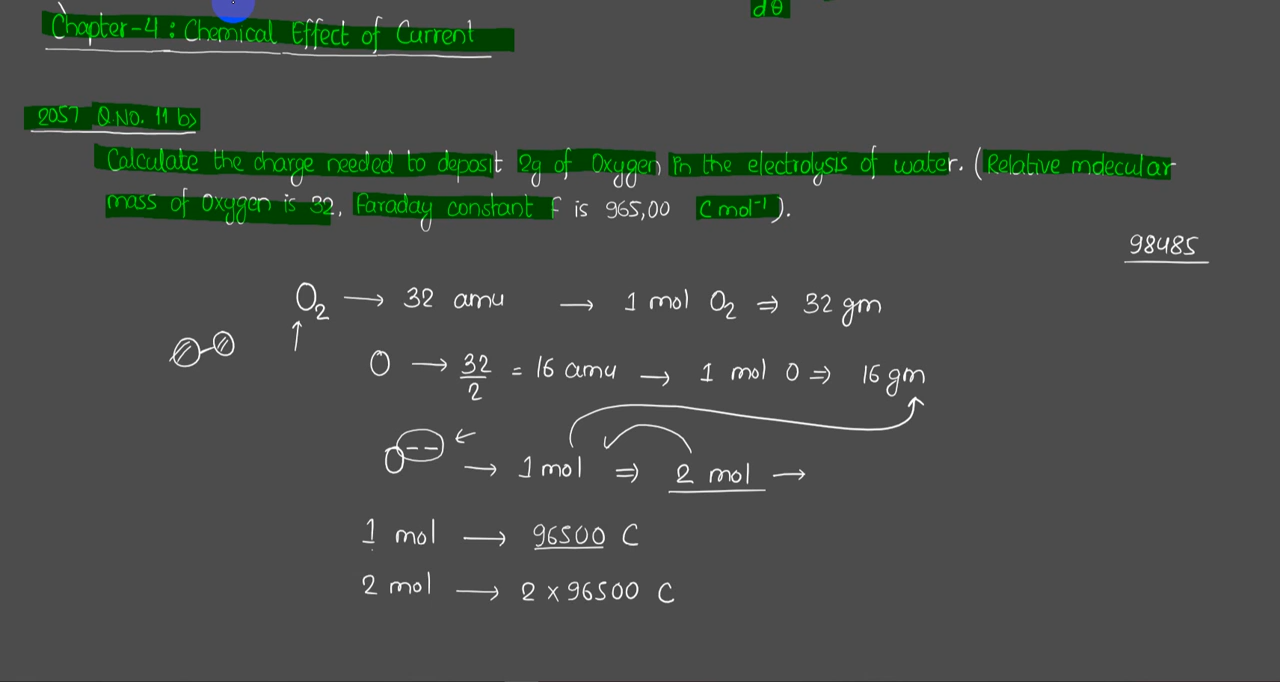 dθ
Chapter-4 : Chemical Effect of Current
2057 Q.NO. 11 b>
Calculate the charge needed to deposit 2g of Oxygen in the electrolysis of water. (Relative molecular
mass of Oxygen is 32, Faraday constant F is 965,00 C mol⁻¹).
98485
O₂ → 32 amu → 1 mol O₂ ⇒ 32 gm
↑
O → 32/2 = 16 amu → 1 mol O ⇒ 16 gm
O⁻⁻ ← → 1 mol ⇒ 2 mol →
1 mol → 96500 C
2 mol → 2 × 96500 C